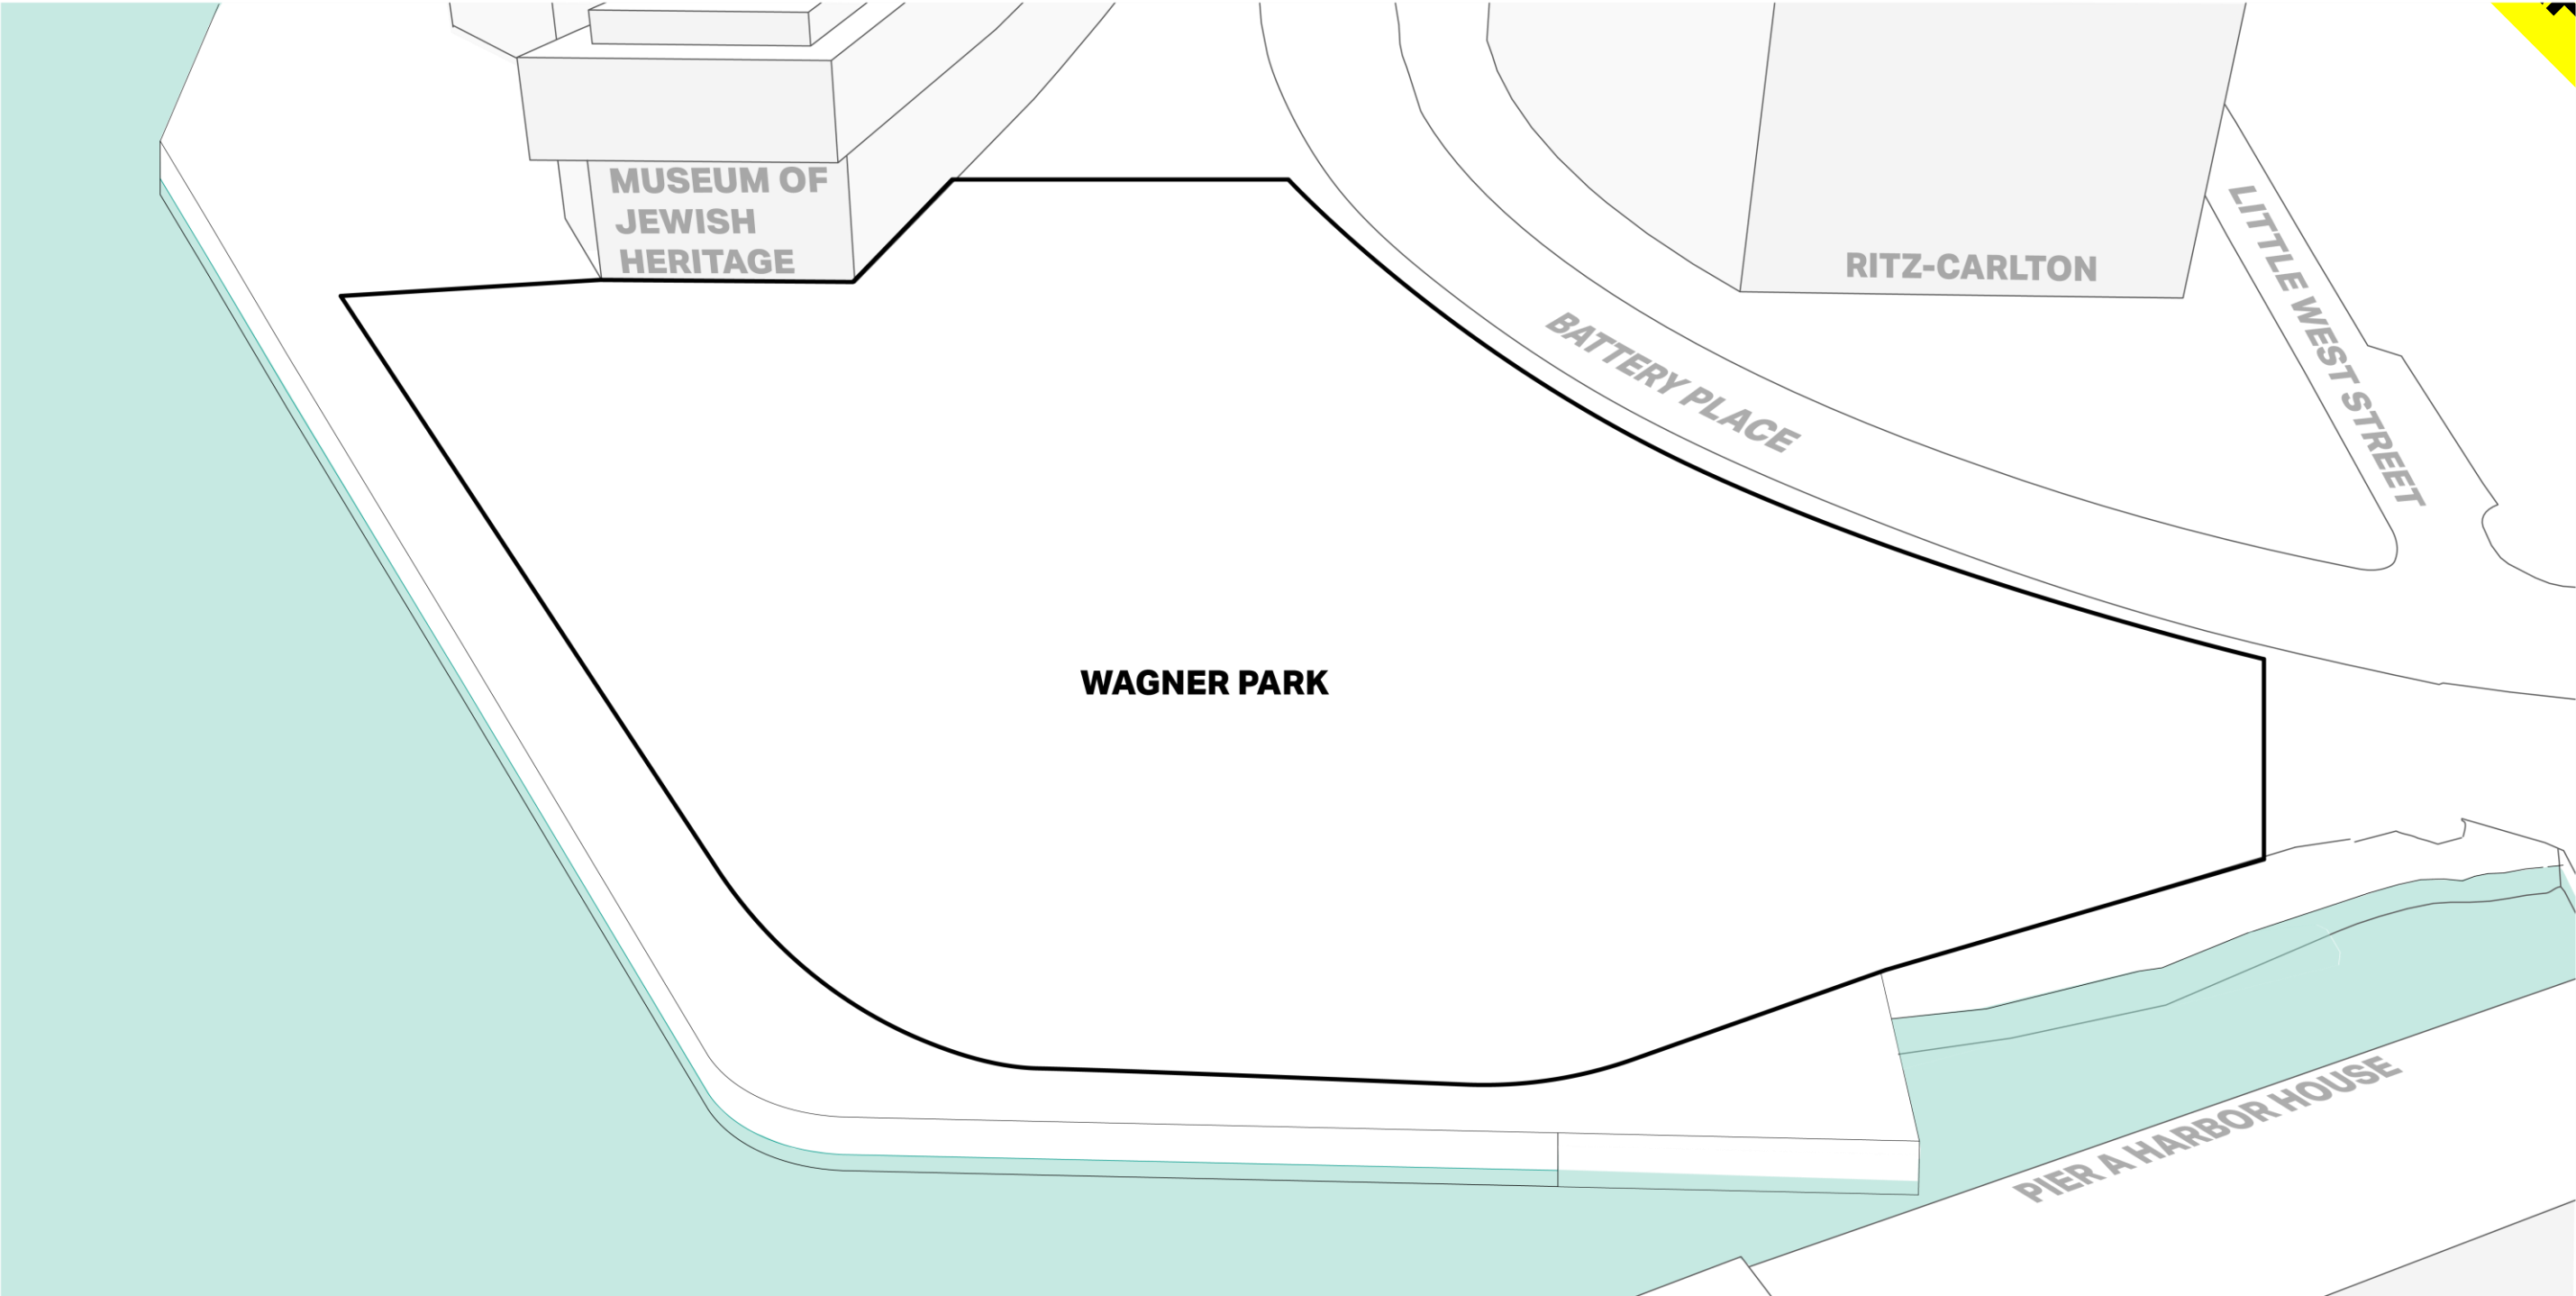 MUSEUM OF
JEWISH
HERITAGE
RITZ-CARLTON
LITTLE WEST STREET
BATTERY PLACE
WAGNER PARK
PIER A HARBOR HOUSE